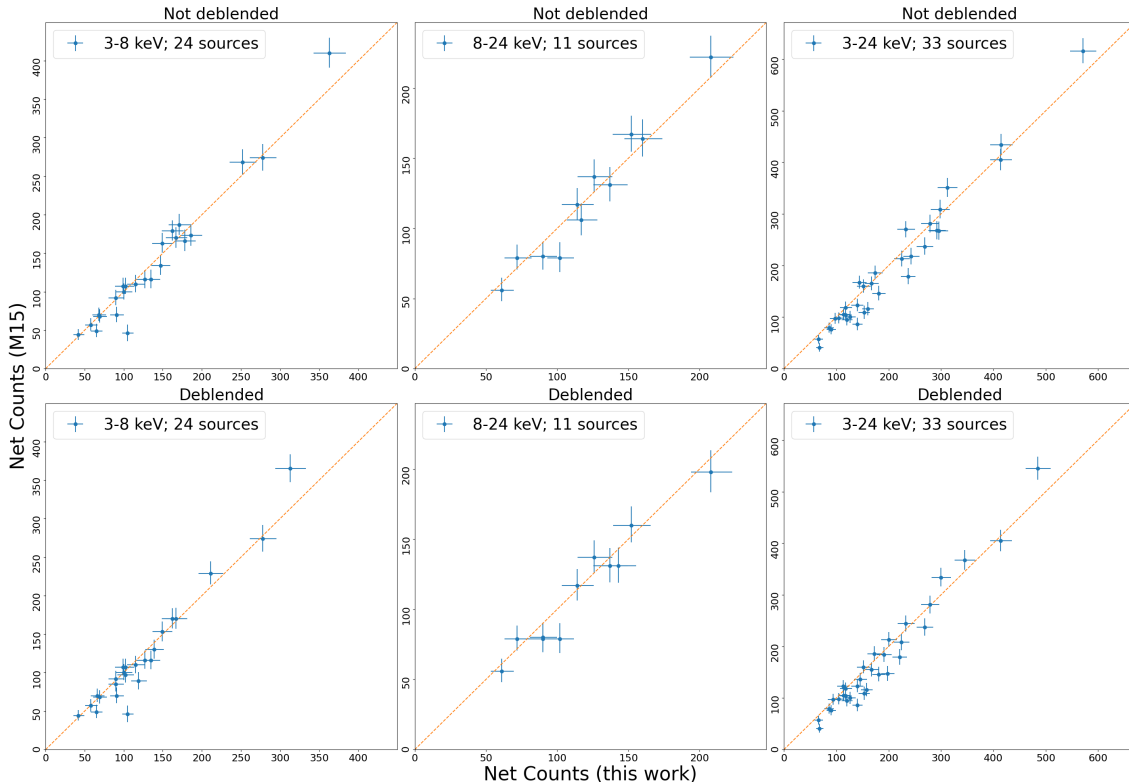 Not deblended
Not deblended
Not deblended
3-8 keV; 24 sources
8-24 keV; 11 sources
3-24 keV; 33 sources
400
350
300
250
200
150
100
50
0
200
150
100
50
0
600
500
400
300
200
100
0
0 50 100 150 200 250 300 350 400
0 50 100 150 200
0 100 200 300 400 500 600
Net Counts (M15)
Deblended
Deblended
Deblended
3-8 keV; 24 sources
8-24 keV; 11 sources
3-24 keV; 33 sources
400
350
300
250
200
150
100
50
0
200
150
100
50
0
600
500
400
300
200
100
0
0 50 100 150 200 250 300 350 400
0 50 100 150 200
0 100 200 300 400 500 600
Net Counts (this work)